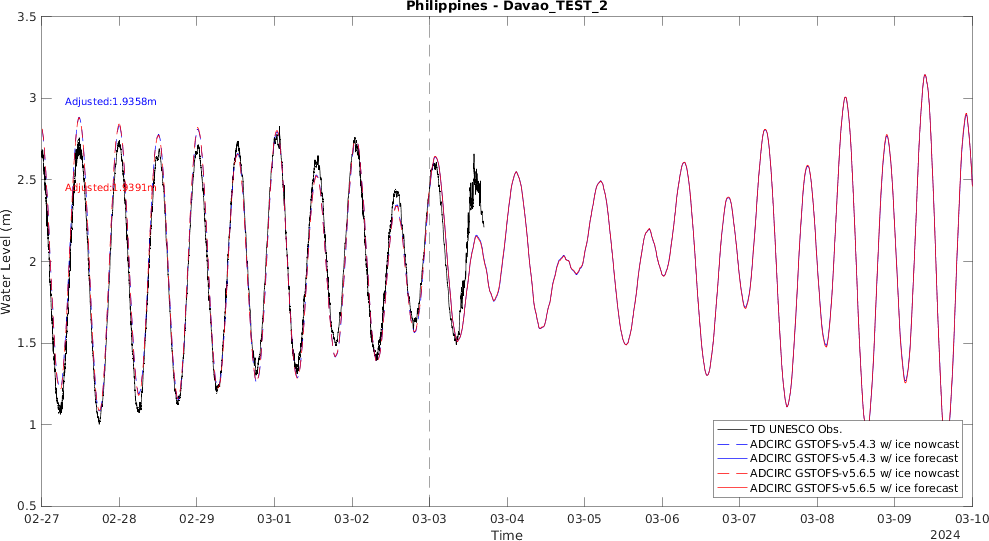 Philippines - Davao_TEST_2
3.5
3
2.5
2
1.5
1
0.5
Water Level (m)
Adjusted:1.9358m
Adjusted:1.9391m
TD UNESCO Obs.
ADCIRC GSTOFS-v5.4.3 w/ ice nowcast
ADCIRC GSTOFS-v5.4.3 w/ ice forecast
ADCIRC GSTOFS-v5.6.5 w/ ice nowcast
ADCIRC GSTOFS-v5.6.5 w/ ice forecast
02-27 02-28 02-29 03-01 03-02 03-03 03-04 03-05 03-06 03-07 03-08 03-09 03-10
Time
2024